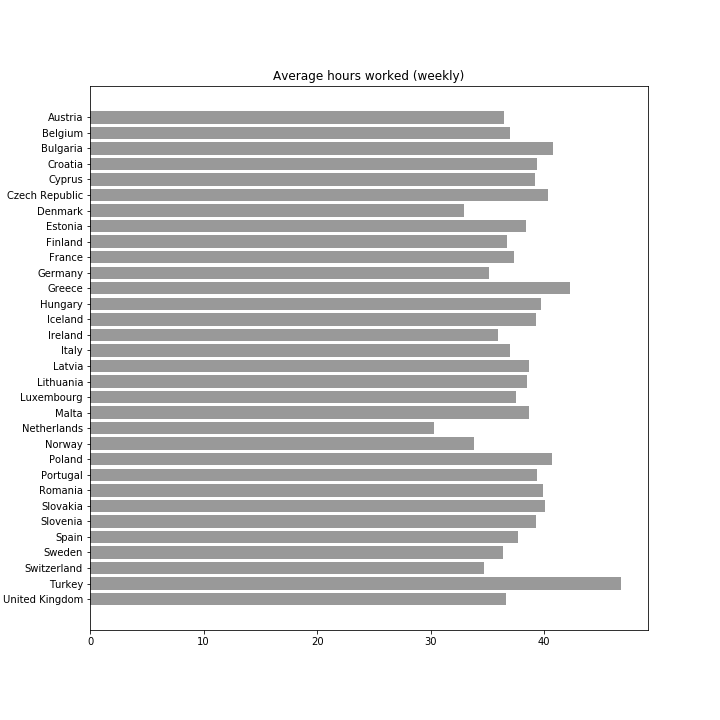 Average hours worked (weekly)
Austria
Belgium
Bulgaria
Croatia
Cyprus
Czech Republic
Denmark
Estonia
Finland
France
Germany
Greece
Hungary
Iceland
Ireland
Italy
Latvia
Lithuania
Luxembourg
Malta
Netherlands
Norway
Poland
Portugal
Romania
Slovakia
Slovenia
Spain
Sweden
Switzerland
Turkey
United Kingdom
0 10 20 30 40